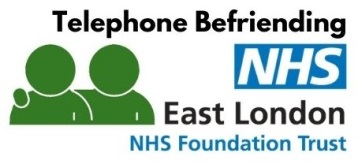 Telephone Befriending
NHS
East London
NHS Foundation Trust